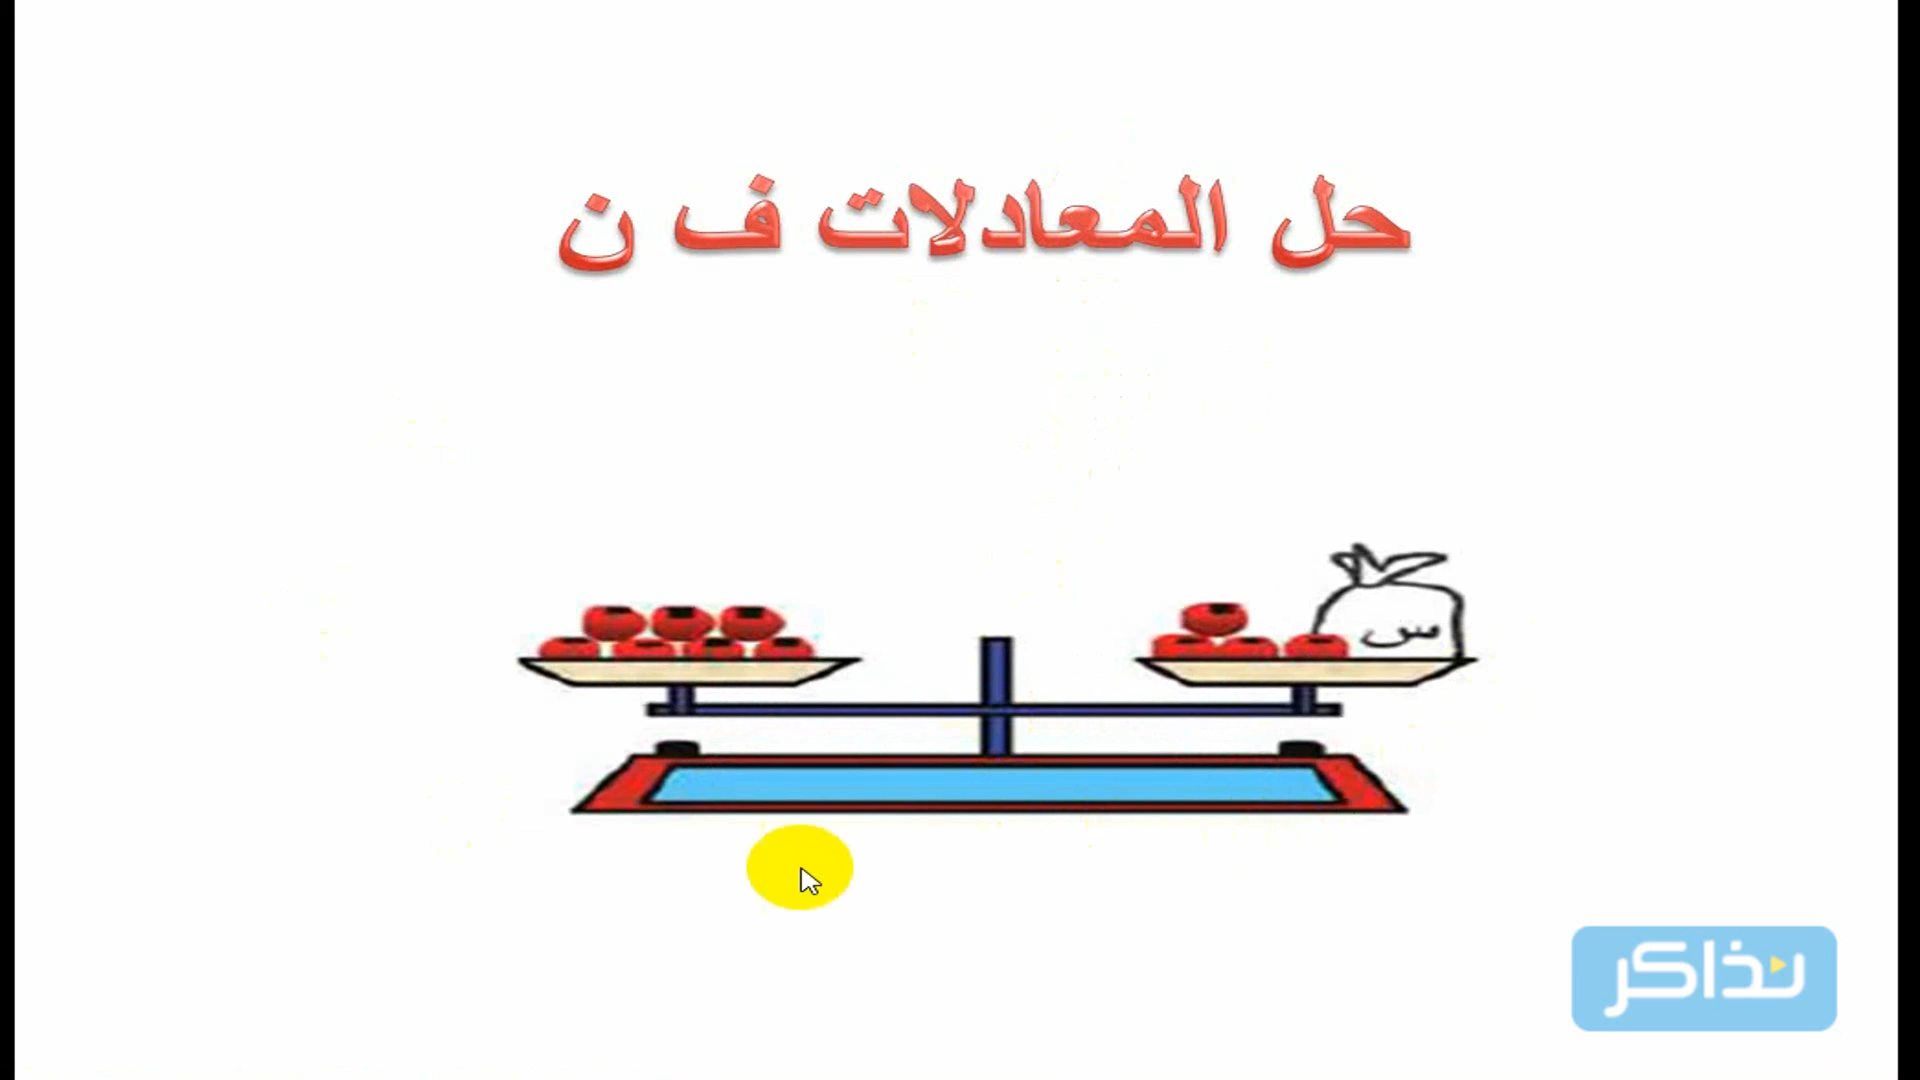 حل المعادلات ف ن
س
نذاكر